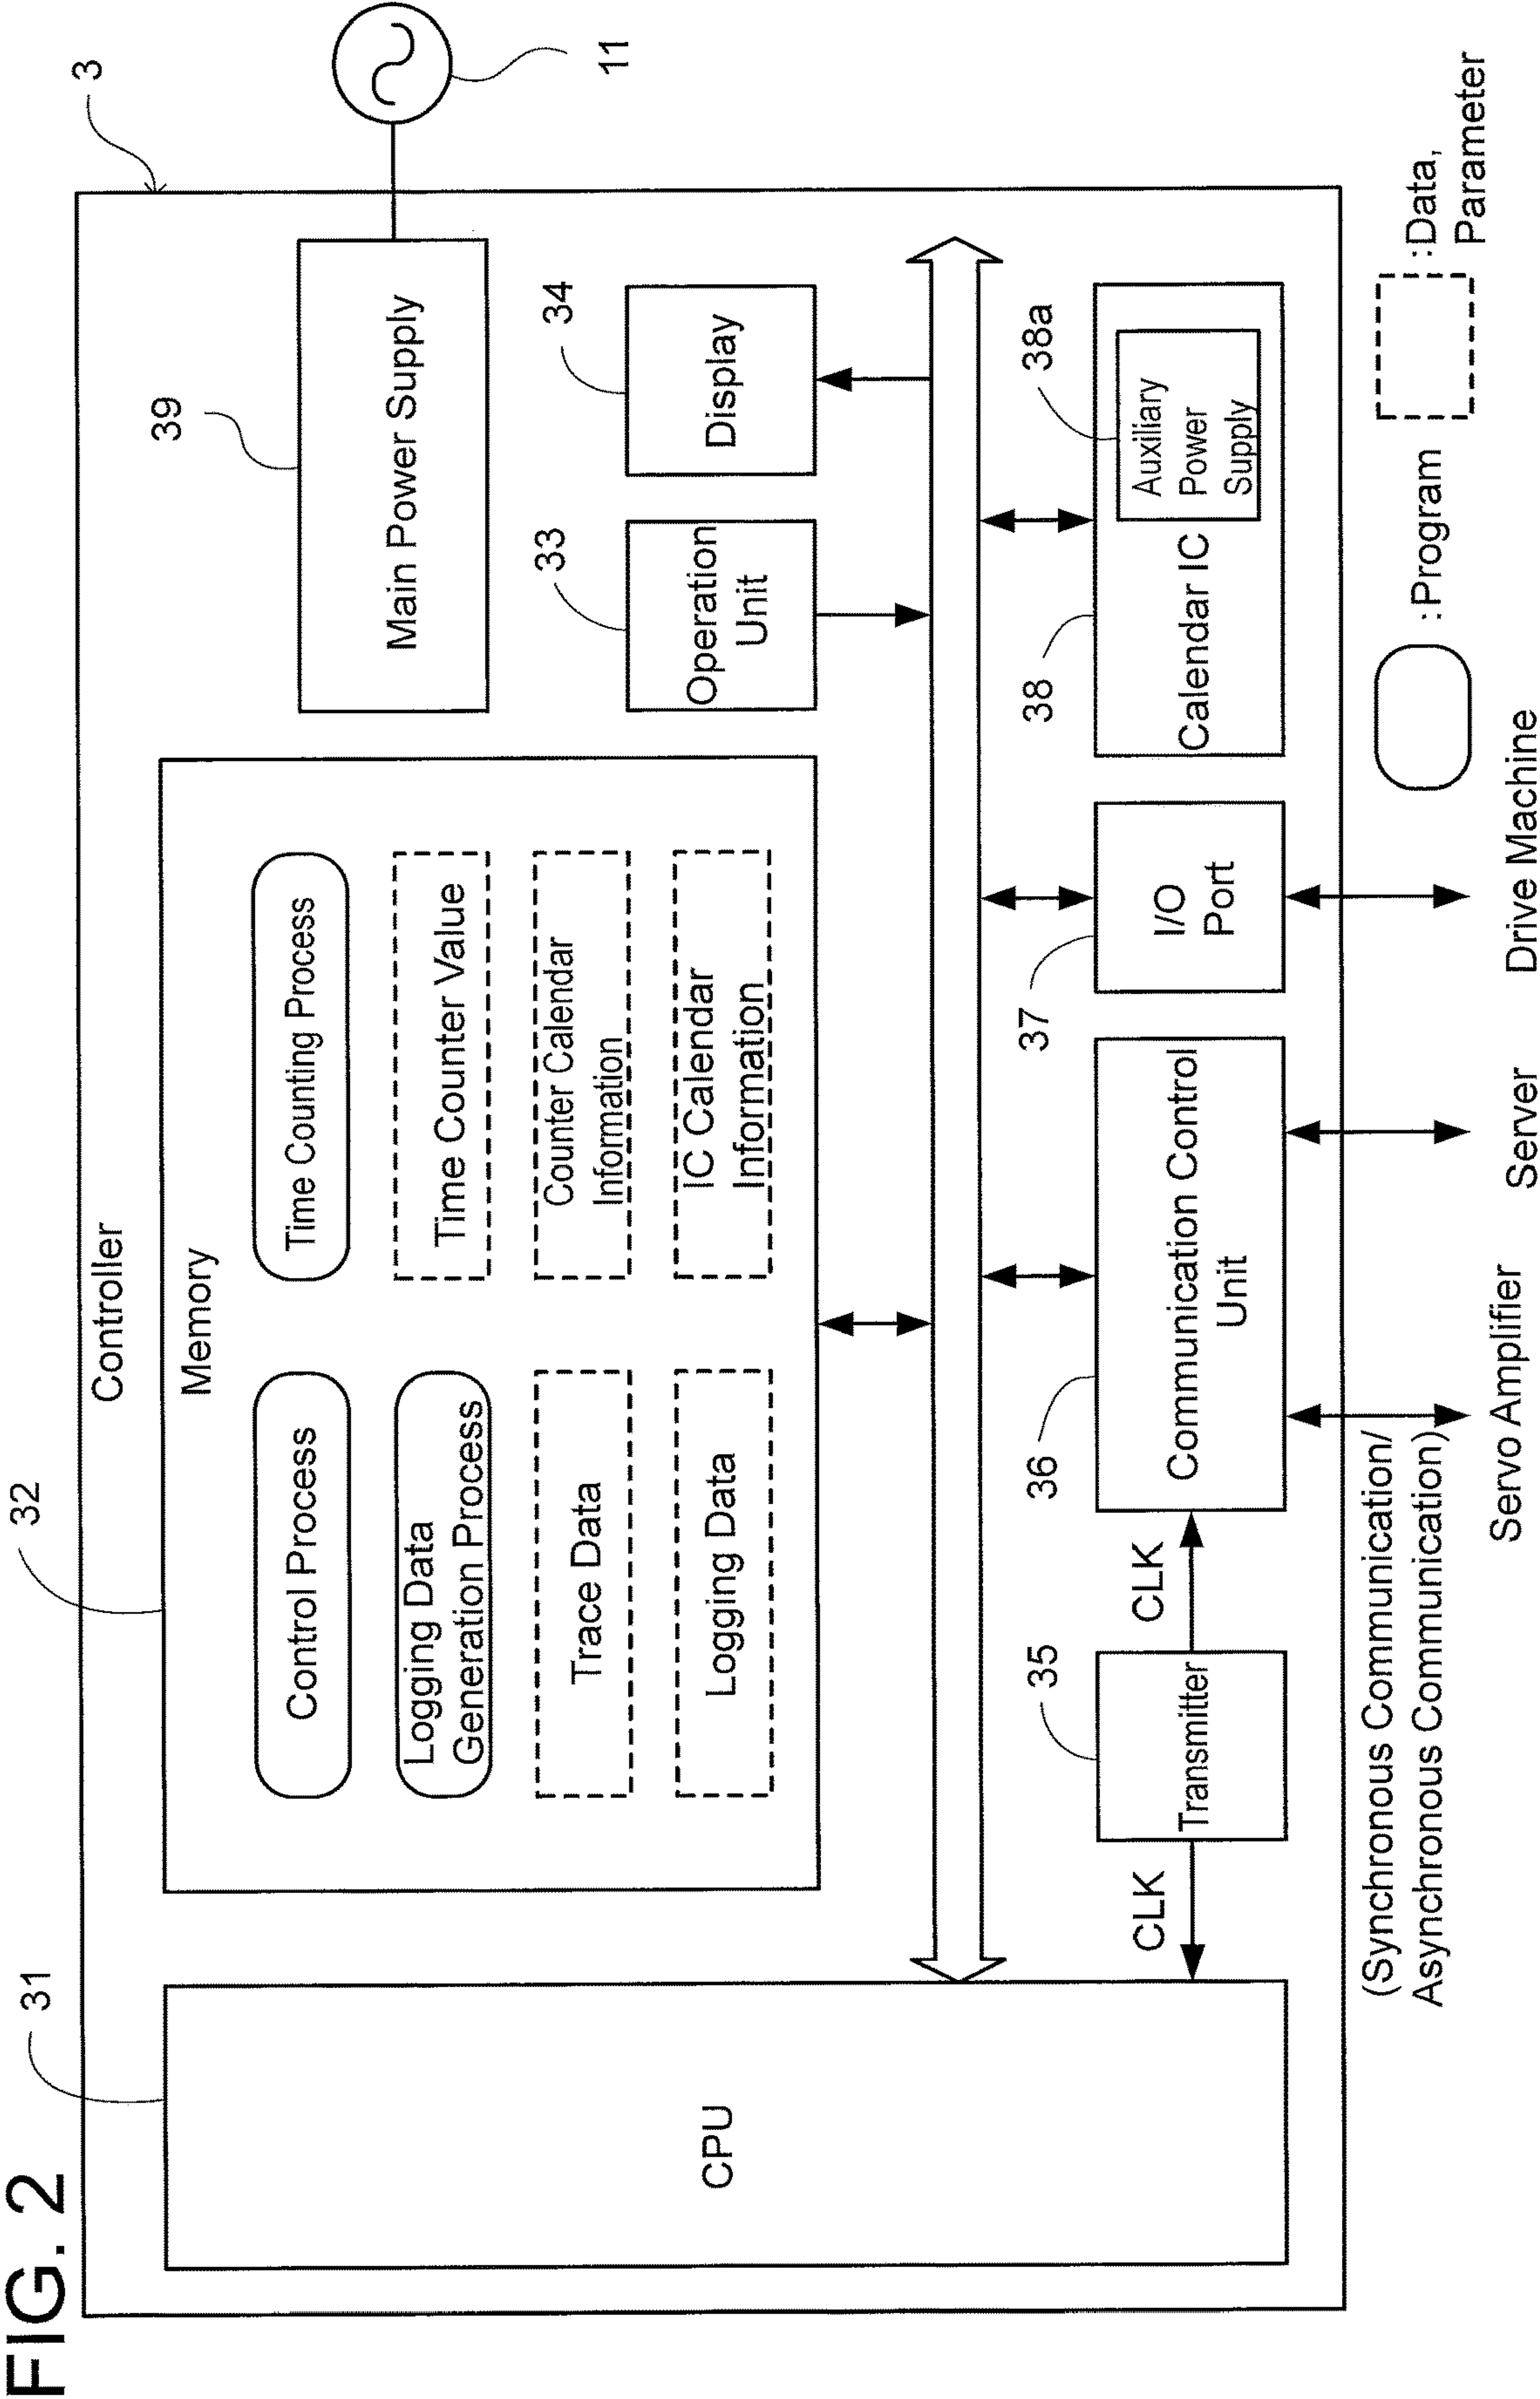 FIG. 2
3
Controller
31
CPU
32
Memory
Control Process
Logging Data
Generation Process
Trace Data
Logging Data
Time Counting Process
Time Counter Value
Counter Calendar
Information
IC Calendar
Information
39
Main Power Supply
11
33
Operation
Unit
34
Display
CLK
35
Transmitter
CLK
36
Communication Control
Unit
37
I/O
Port
38
Calendar IC
38a
Auxiliary
Power
Supply
(Synchronous Communication/
Asynchronous Communication)
Servo Amplifier
Server
Drive Machine
:Program
:Data,
Parameter